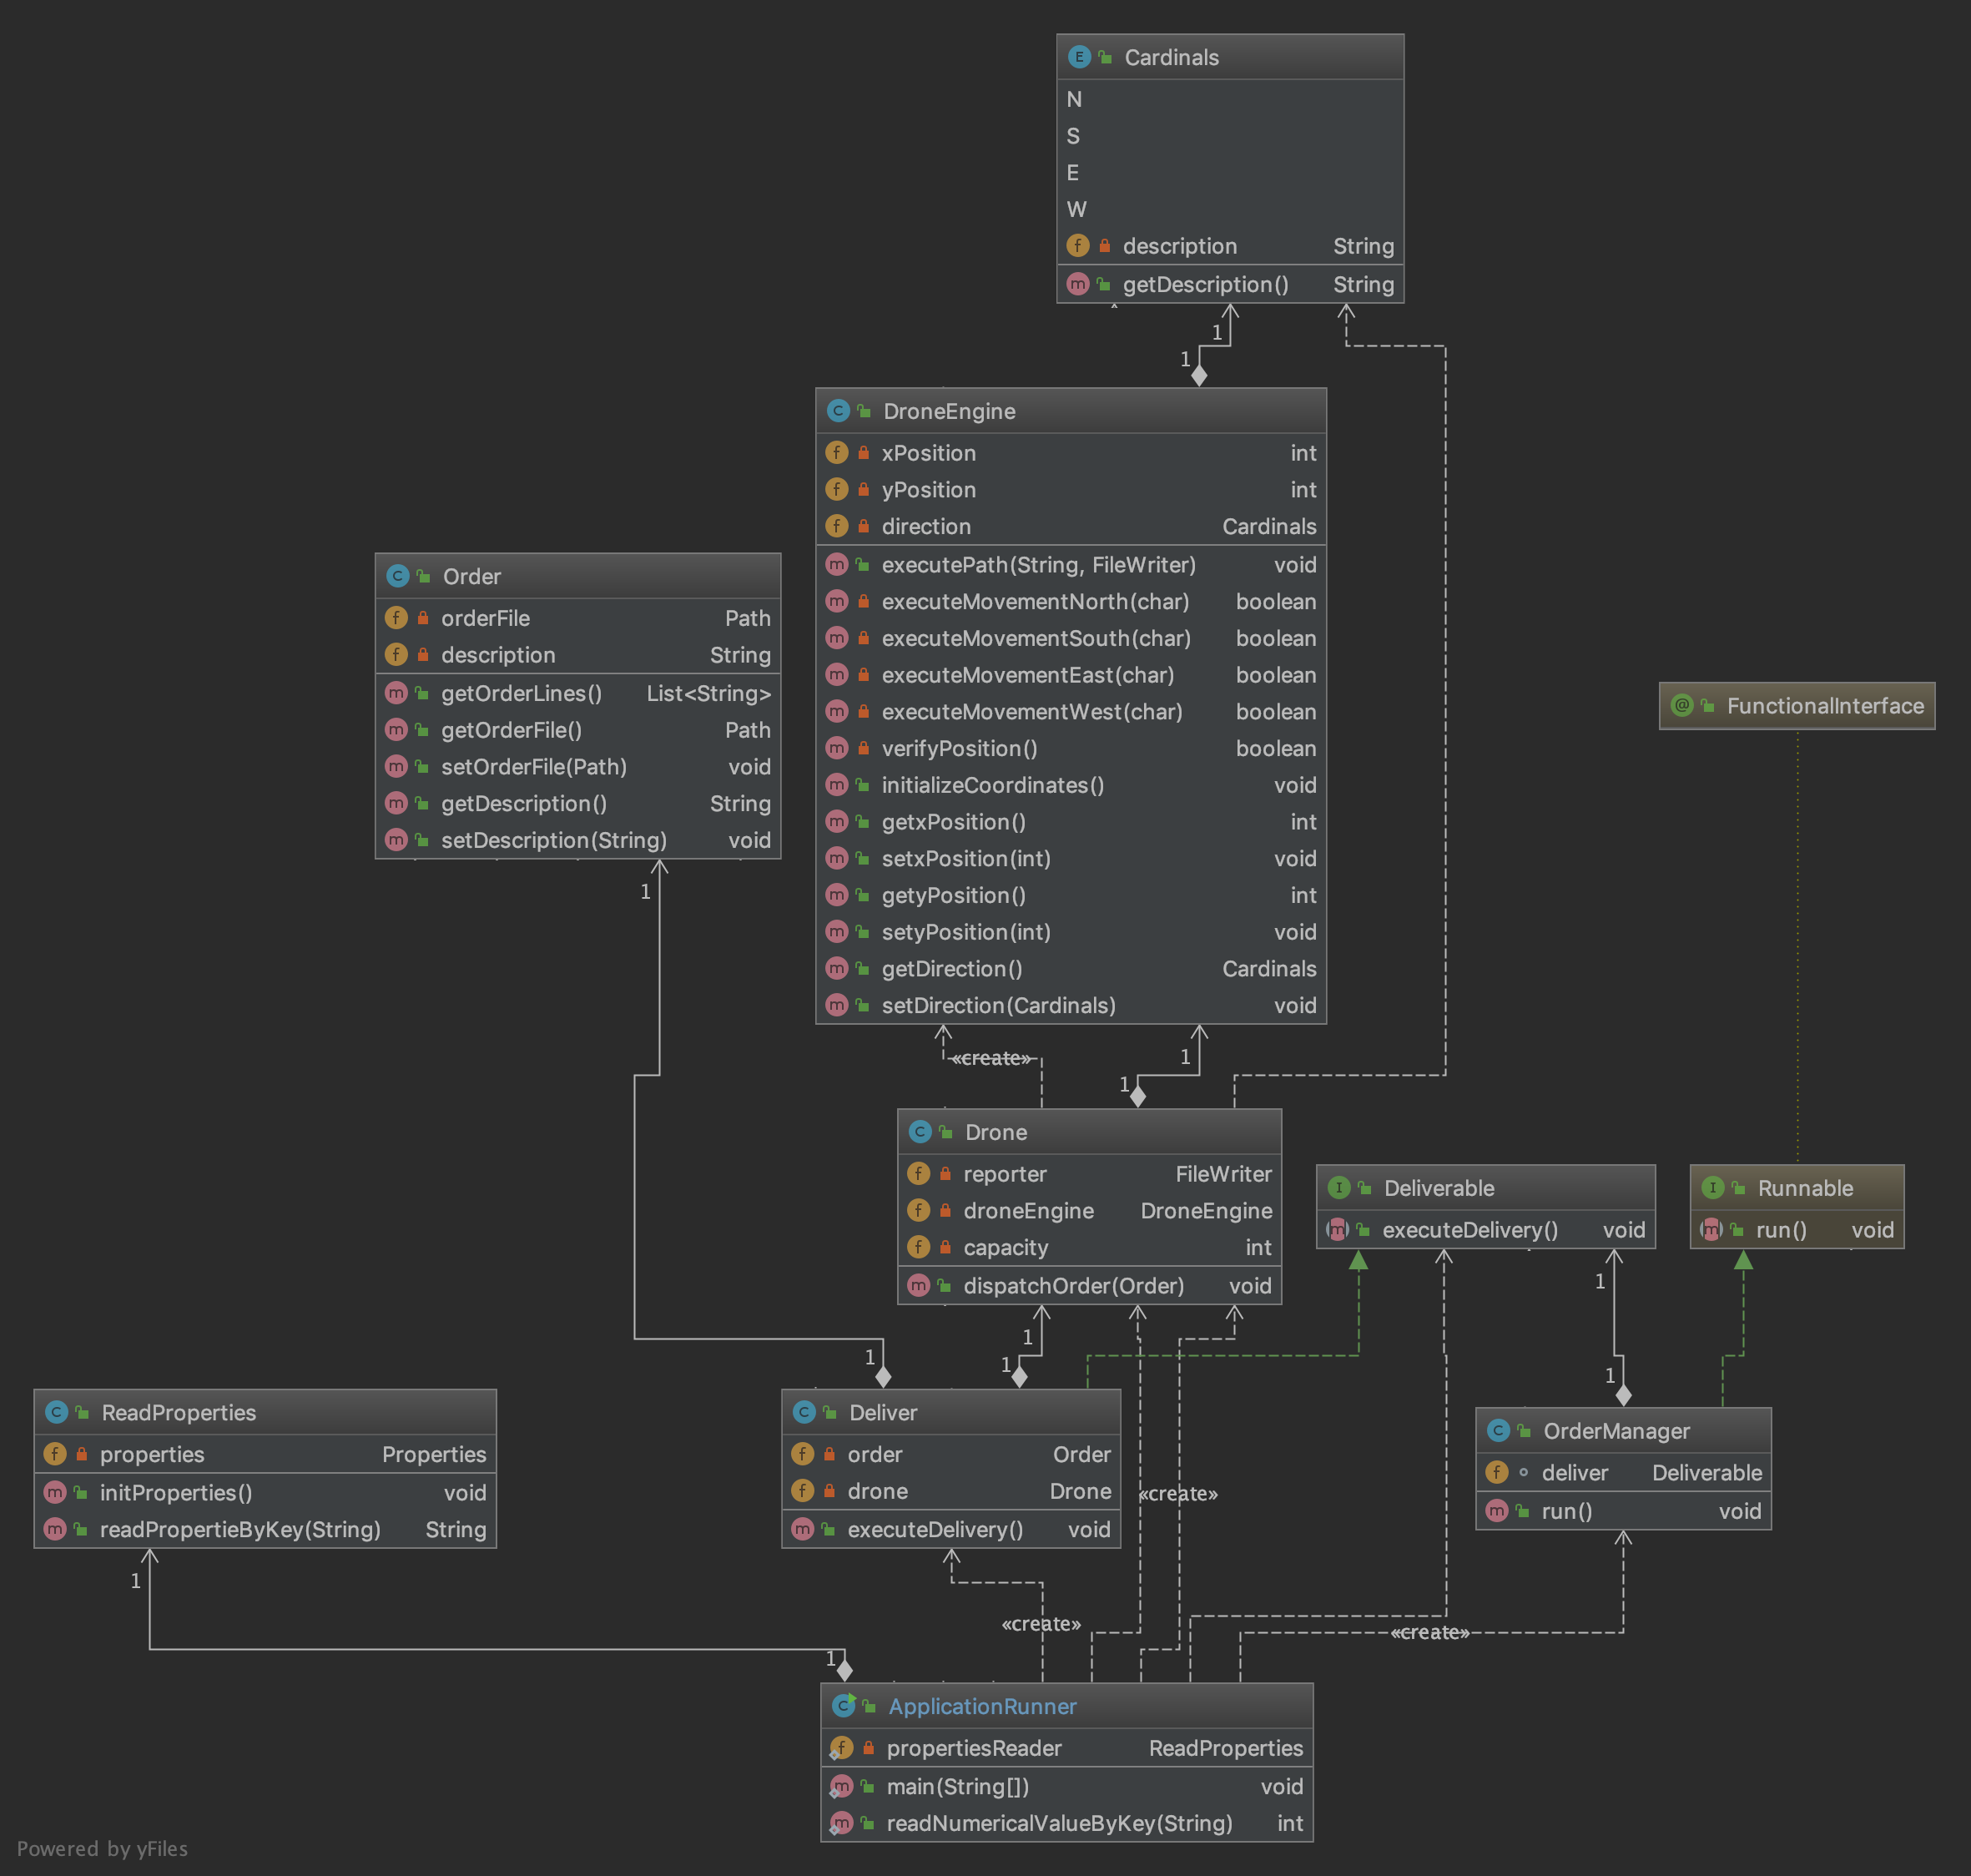 E Cardinals
N
S
E
W
f description String
m getDescription() String
1
1
C DroneEngine
f xPosition int
f yPosition int
f direction Cardinals
m executePath(String, FileWriter) void
m executeMovementNorth(char) boolean
m executeMovementSouth(char) boolean
m executeMovementEast(char) boolean
m executeMovementWest(char) boolean
m verifyPosition() boolean
m initializeCoordinates() void
m getxPosition() int
m setxPosition(int) void
m getyPosition() int
m setyPosition(int) void
m getDirection() Cardinals
m setDirection(Cardinals) void
C Order
f orderFile Path
f description String
m getOrderLines() List<String>
m getOrderFile() Path
m setOrderFile(Path) void
m getDescription() String
m setDescription(String) void
1
@ FunctionalInterface
«create»
1
1
C Drone
f reporter FileWriter
f droneEngine DroneEngine
f capacity int
m dispatchOrder(Order) void
I Deliverable
m executeDelivery() void
I Runnable
m run() void
1
1
1
1
1
C ReadProperties
f properties Properties
m initProperties() void
m readPropertieByKey(String) String
C Deliver
f order Order
f drone Drone
m executeDelivery() void
C OrderManager
f deliver Deliverable
m run() void
«create»
1
«create»
«create»
1
C ApplicationRunner
f propertiesReader ReadProperties
m main(String[]) void
m readNumericalValueByKey(String) int
Powered by yFiles